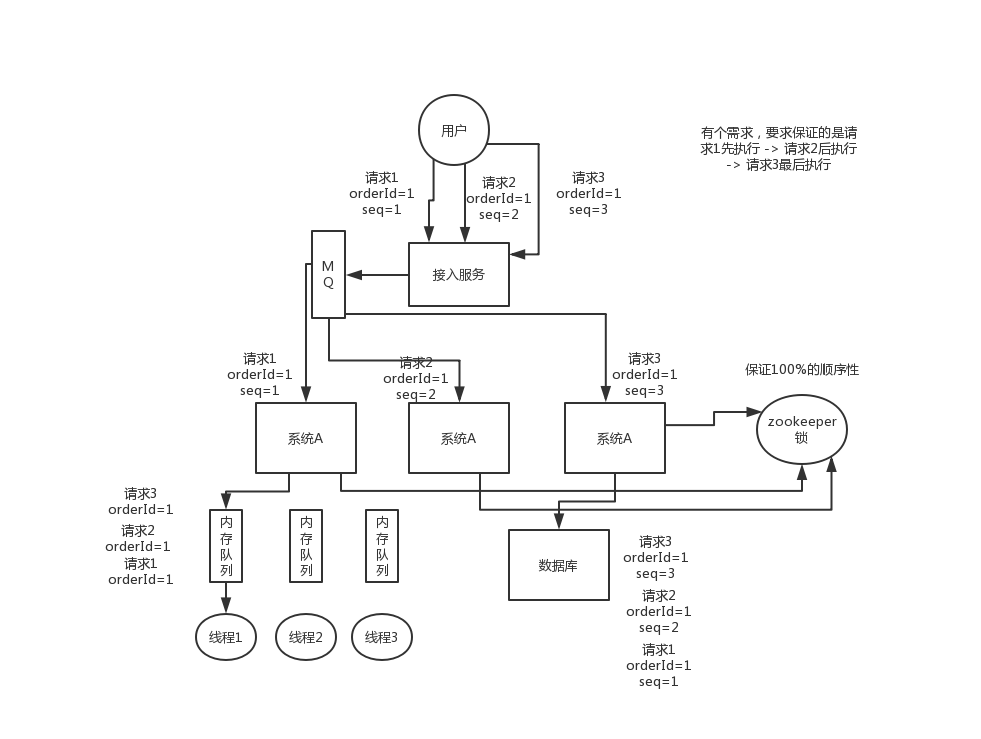 用户
有个需求，要求保证的是请
求1先执行 -> 请求2后执行
-> 请求3最后执行
请求1
orderId=1
seq=1
请求2
orderId=1
seq=2
请求3
orderId=1
seq=3
M
Q
接入服务
请求1
orderId=1
seq=1
请求2
orderId=1
seq=2
请求3
orderId=1
seq=3
保证100%的顺序性
系统A
系统A
系统A
zookeeper
锁
请求3
orderId=1
请求2
orderId=1
请求1
orderId=1
内
存
队
列
内
存
队
列
内
存
队
列
数据库
请求3
orderId=1
seq=3
请求2
orderId=1
seq=2
请求1
orderId=1
seq=1
线程1
线程2
线程3